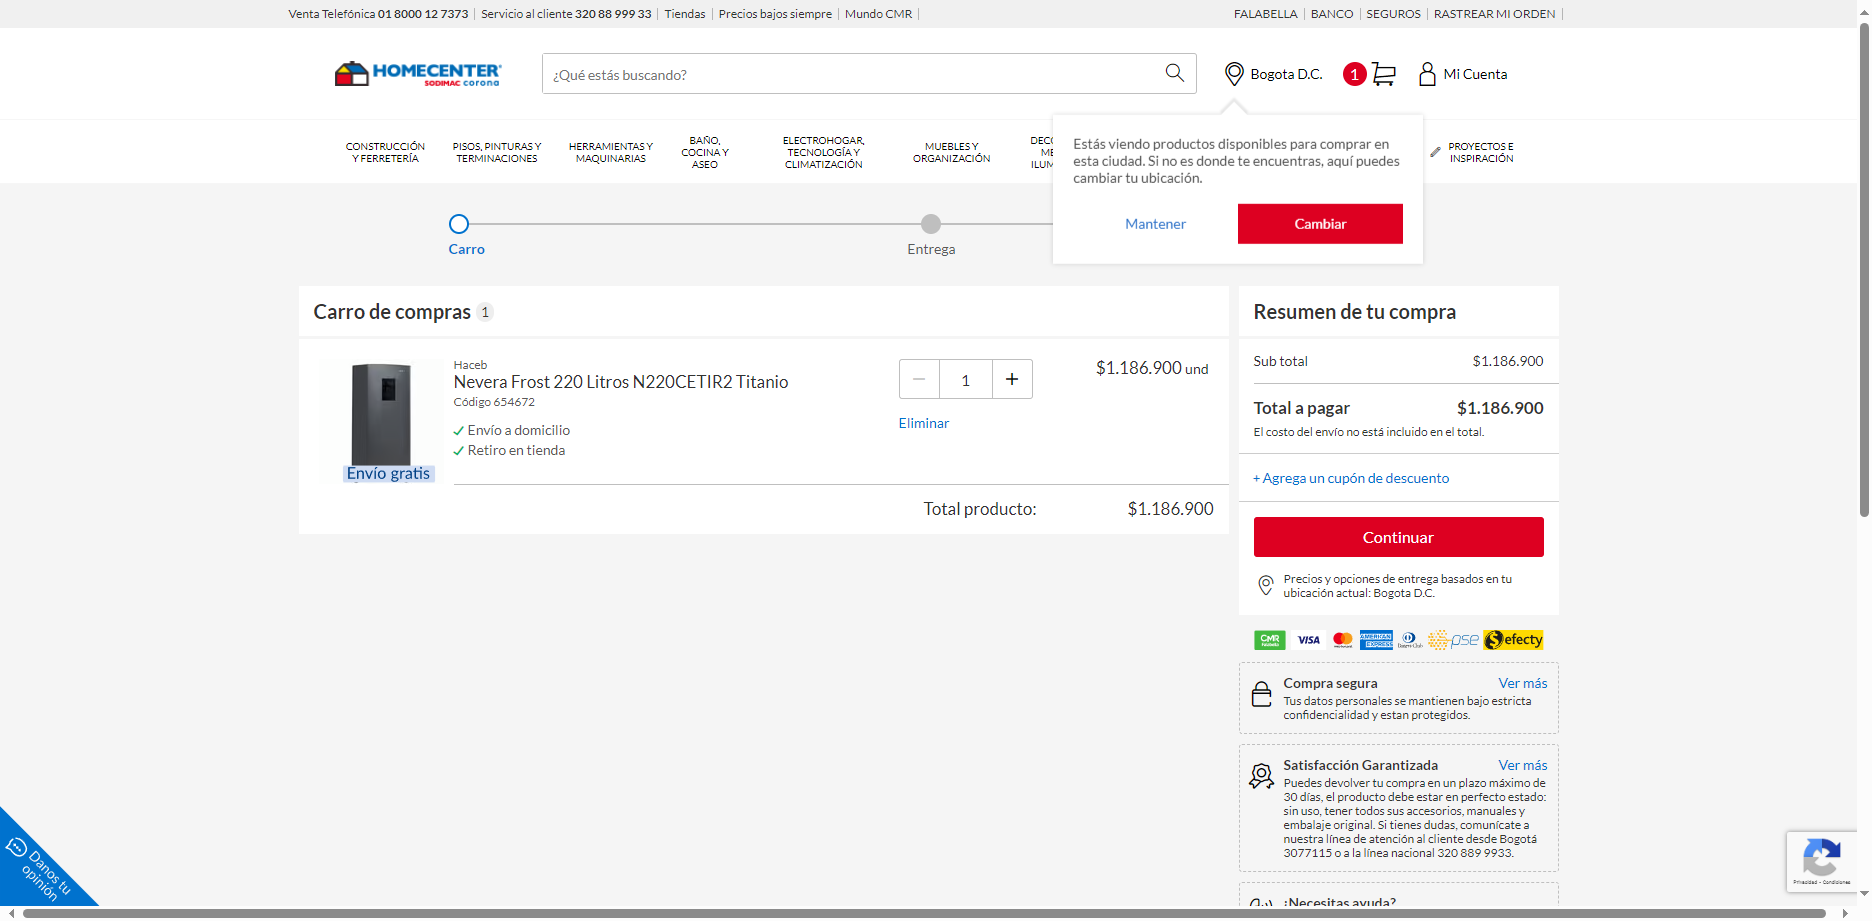 Venta Telefónica 01 8000 12 7373 Servicio al cliente 320 88 999 33 Tiendas Precios bajos siempre Mundo CMR FALABELLA BANCO SEGUROS RASTREAR MI ORDEN
HOMECENTER
SODIMAC corona
¿Qué estás buscando?
Bogota D.C.
1
Mi Cuenta
CONSTRUCCIÓN
Y FERRETERÍA
PISOS, PINTURAS Y
TERMINACIONES
HERRAMIENTAS Y
MAQUINARIAS
BAÑO,
COCINA Y
ASEO
ELECTROHOGAR,
TECNOLOGÍA Y
CLIMATIZACIÓN
MUEBLES Y
ORGANIZACIÓN
PROYECTOS E
INSPIRACIÓN
Estás viendo productos disponibles para comprar en
esta ciudad. Si no es donde te encuentras, aquí puedes
cambiar tu ubicación.
Mantener Cambiar
Carro Entrega
Carro de compras 1
Haceb
Nevera Frost 220 Litros N220CETIR2 Titanio
Código 654672
Envío a domicilio
Retiro en tienda
Envío gratis
1
Eliminar
$1.186.900 und
Total producto: $1.186.900
Resumen de tu compra
Sub total $1.186.900
Total a pagar $1.186.900
El costo del envío no está incluido en el total.
+ Agrega un cupón de descuento
Continuar
Precios y opciones de entrega basados en tu
ubicación actual: Bogota D.C.
CMR VISA AMERICAN EXPRESS pse efecty
Compra segura Ver más
Tus datos personales se mantienen bajo estricta
confidencialidad y estan protegidos.
Satisfacción Garantizada Ver más
Puedes devolver tu compra en un plazo máximo de
30 días, el producto debe estar en perfecto estado:
sin uso, tener todos sus accesorios, manuales y
embalaje original. Si tienes dudas, comunícate a
nuestra línea de atención al cliente desde Bogotá
3077115 o a la línea nacional 320 889 9933.
¿Necesitas ayuda?
Danos tu
opinión
Privacidad - Condiciones